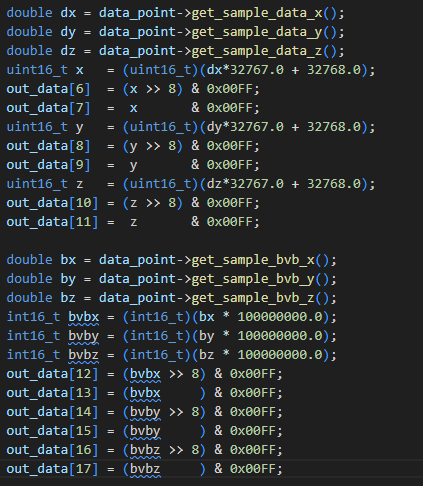 double dx = data_point->get_sample_data_x();
double dy = data_point->get_sample_data_y();
double dz = data_point->get_sample_data_z();
uint16_t x   = (uint16_t)(dx*32767.0 + 32768.0);
out_data[6]  = (x >> 8) & 0x00FF;
out_data[7]  =  x       & 0x00FF;
uint16_t y   = (uint16_t)(dy*32767.0 + 32768.0);
out_data[8]  = (y >> 8) & 0x00FF;
out_data[9]  =  y       & 0x00FF;
uint16_t z   = (uint16_t)(dz*32767.0 + 32768.0);
out_data[10] = (z >> 8) & 0x00FF;
out_data[11] =  z       & 0x00FF;

double bx = data_point->get_sample_bvb_x();
double by = data_point->get_sample_bvb_y();
double bz = data_point->get_sample_bvb_z();
int16_t bvbx = (int16_t)(bx * 100000000.0);
int16_t bvby = (int16_t)(by * 100000000.0);
int16_t bvbz = (int16_t)(bz * 100000000.0);
out_data[12] = (bvbx >> 8) & 0x00FF;
out_data[13] = (bvbx     ) & 0x00FF;
out_data[14] = (bvby >> 8) & 0x00FF;
out_data[15] = (bvby     ) & 0x00FF;
out_data[16] = (bvbz >> 8) & 0x00FF;
out_data[17] = (bvbz     ) & 0x00FF;